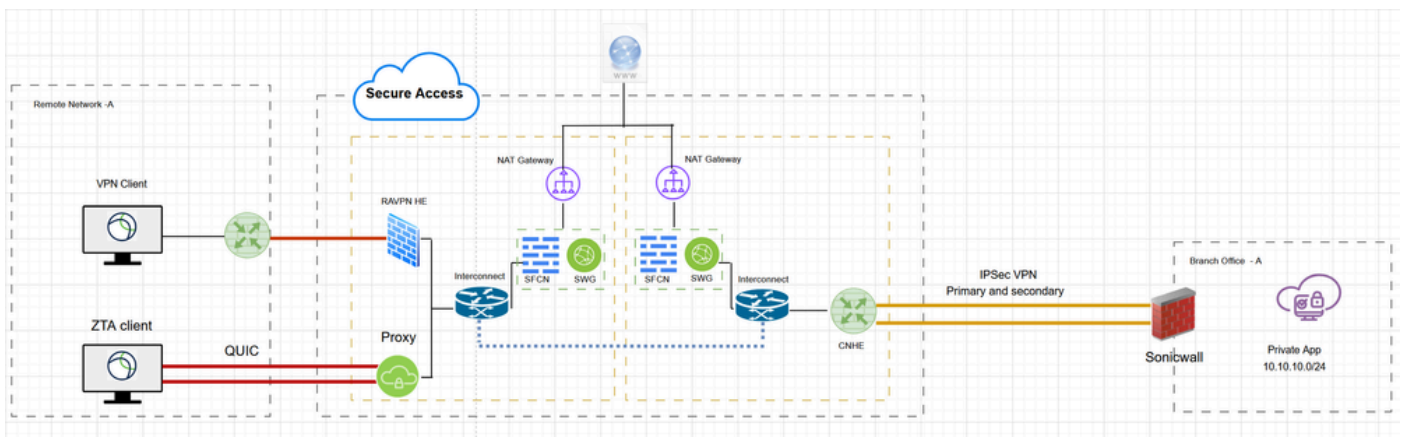 WWW
Secure Access
Remote Network -A
NAT Gateway
NAT Gateway
VPN Client
RAVPN HE
Interconnect
SFCN
SWG
SFCN
SWG
Interconnect
Branch Office - A
IPSec VPN
Primary and secondary
ZTA client
QUIC
Proxy
CNHE
Sonicwall
Private App
10.10.10.0/24